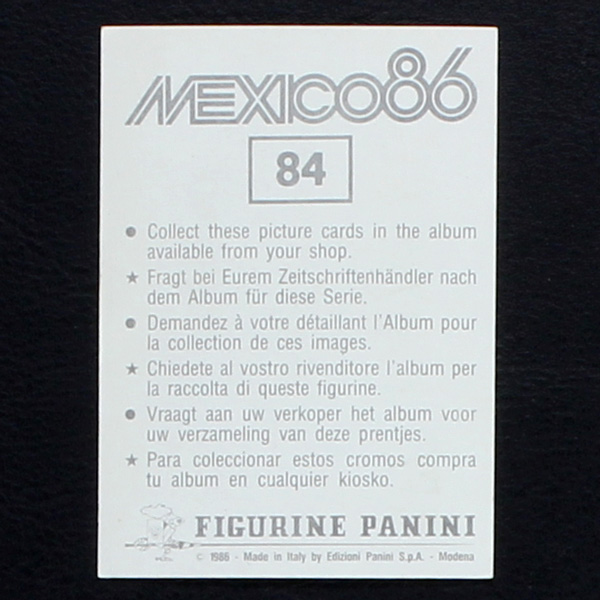 MEXICO86
84
● Collect these picture cards in the album
available from your shop.
★ Fragt bei Eurem Zeitschriftenhändler nach
dem Album für diese Serie.
● Demandez à votre détaillant l'Album pour
la collection de ces images.
★ Chiedete al vostro rivenditore l'album per
la raccolta di queste figurine.
● Vraagt aan uw verkoper het album voor
uw verzameling van deze prentjes.
★ Para coleccionar estos cromos compra
tu album en cualquier kiosko.
FIGURINE PANINI
© 1986 - Made in Italy by Edizioni Panini S.p.A. - Modena